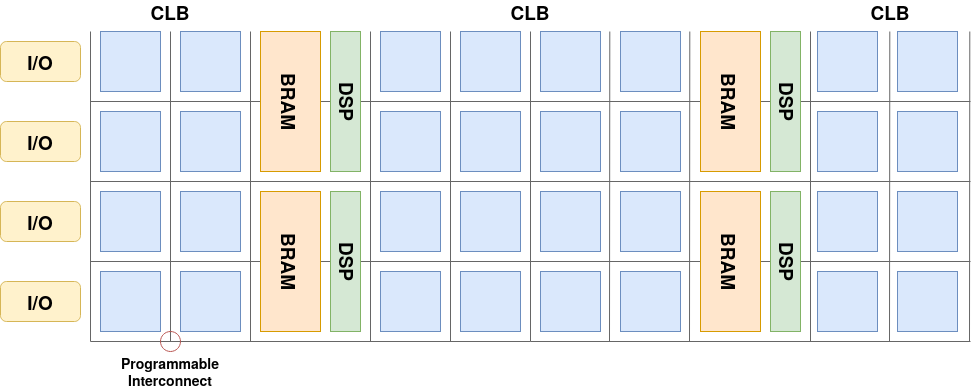 CLB
CLB
CLB
I/O
BRAM
DSP
BRAM
DSP
I/O
I/O
BRAM
DSP
BRAM
DSP
I/O
Programmable
Interconnect